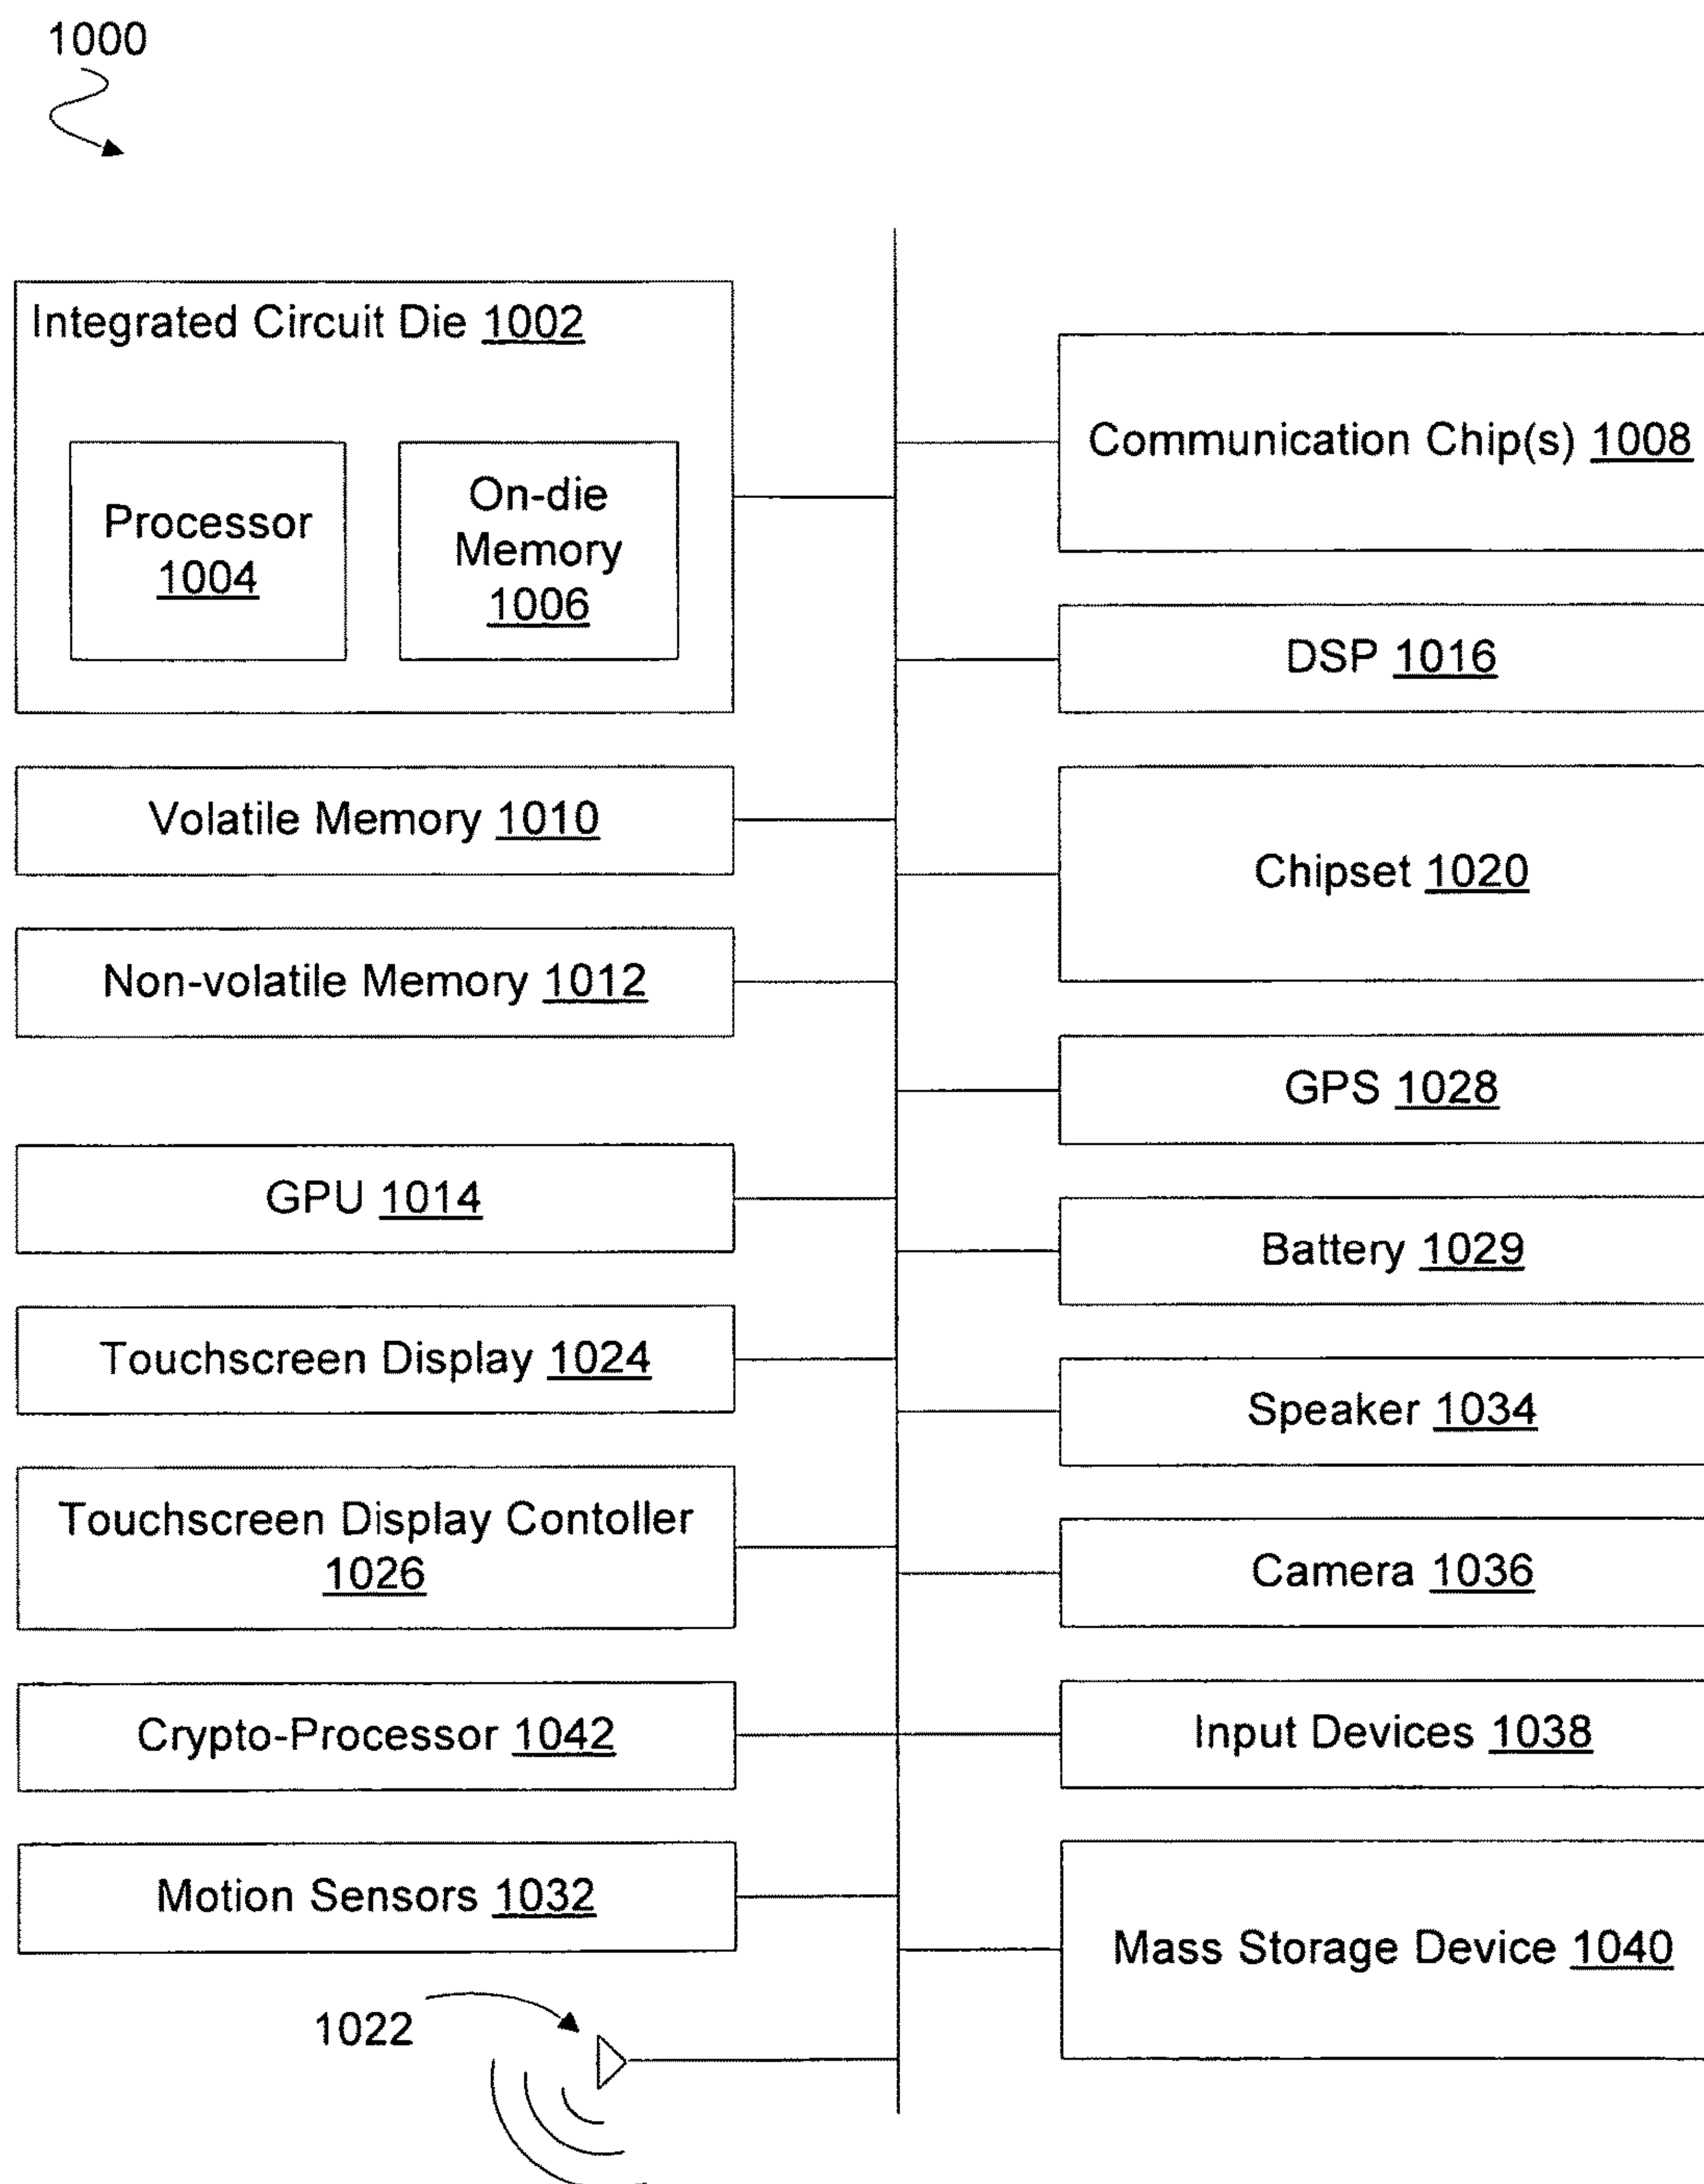 1000
Integrated Circuit Die 1002
Processor
1004
On-die
Memory
1006
Volatile Memory 1010
Non-volatile Memory 1012
GPU 1014
Touchscreen Display 1024
Touchscreen Display Contoller
1026
Crypto-Processor 1042
Motion Sensors 1032
1022
Communication Chip(s) 1008
DSP 1016
Chipset 1020
GPS 1028
Battery 1029
Speaker 1034
Camera 1036
Input Devices 1038
Mass Storage Device 1040